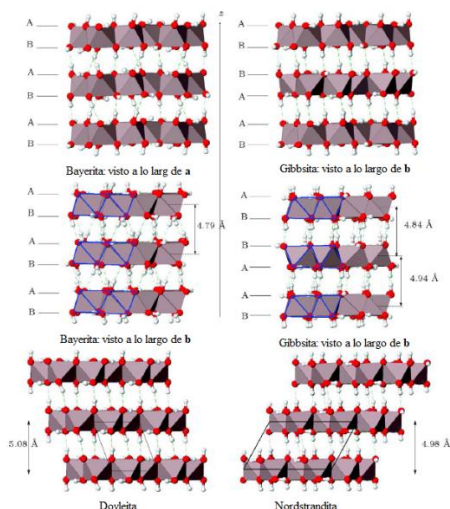 z
A
B
A
B
A
B
A
B
B
A
A
B
Bayerita: visto a lo larg de a
Gibbsita: visto a lo largo de b
A
B
A
B
A
B
4.79 Å
A
B
B
A
A
B
4.84 Å
4.94 Å
Bayerita: visto a lo largo de b
Gibbsita: visto a lo largo de b
5.08 Å
4.98 Å
Doyleita
Nordstrandita